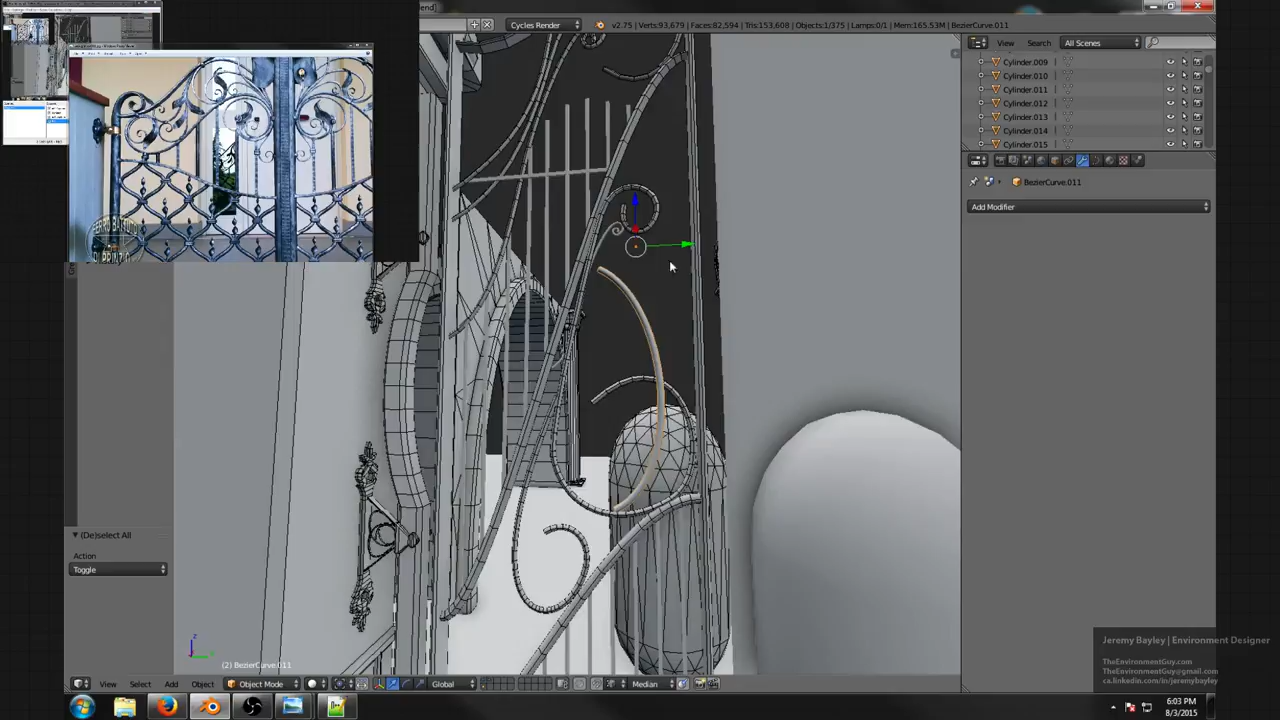 end]
Cycles Render
v2.75 | Verts:93,679 | Tris:153,608 | Objects:1/375 | Lamps:0/1 | Mem:165.53M | BezierCurve.011
View
Search
All Scenes
Cylinder.009
Cylinder.010
Cylinder.011
Cylinder.012
Cylinder.013
Cylinder.014
Cylinder.015
BezierCurve.011
Add Modifier
FERRO BATTUTO
(De)select All
Action
Toggle
(2) BezierCurve.011
View
Select
Add
Object
Object Mode
Global
Median
Jeremy Bayley | Environment Designer
TheEnvironmentGuy.com
TheEnvironmentGuy@gmail.com
ca.linkedin.com/in/jeremybayley
6:03 PM
8/3/2015